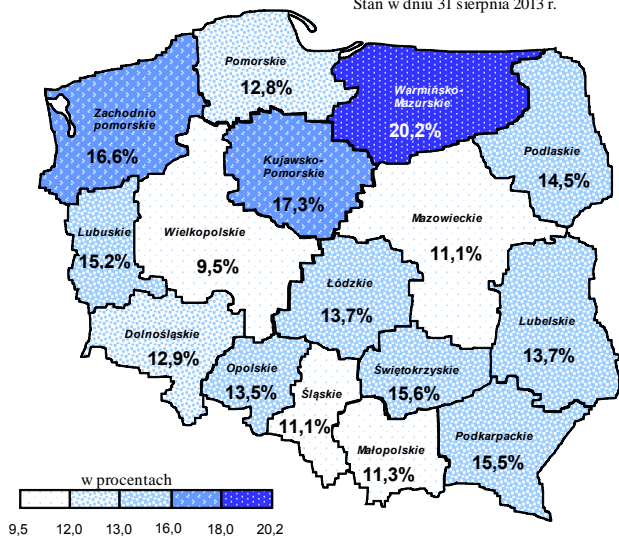 Stan w dniu 31 sierpnia 2013 r.
Pomorskie
12,8%
Warmińsko-
Mazurskie
20,2%
Zachodnio
pomorskie
16,6%
Kujawsko-
Pomorskie
17,3%
Podlaskie
14,5%
Lubuskie
15,2%
Wielkopolskie
9,5%
Mazowieckie
11,1%
Łódzkie
13,7%
Lubelskie
13,7%
Dolnośląskie
12,9%
Opolskie
13,5%
Śląskie
11,1%
Świętokrzyskie
15,6%
Małopolskie
11,3%
Podkarpackie
15,5%
w procentach
9,5 12,0 13,0 16,0 18,0 20,2